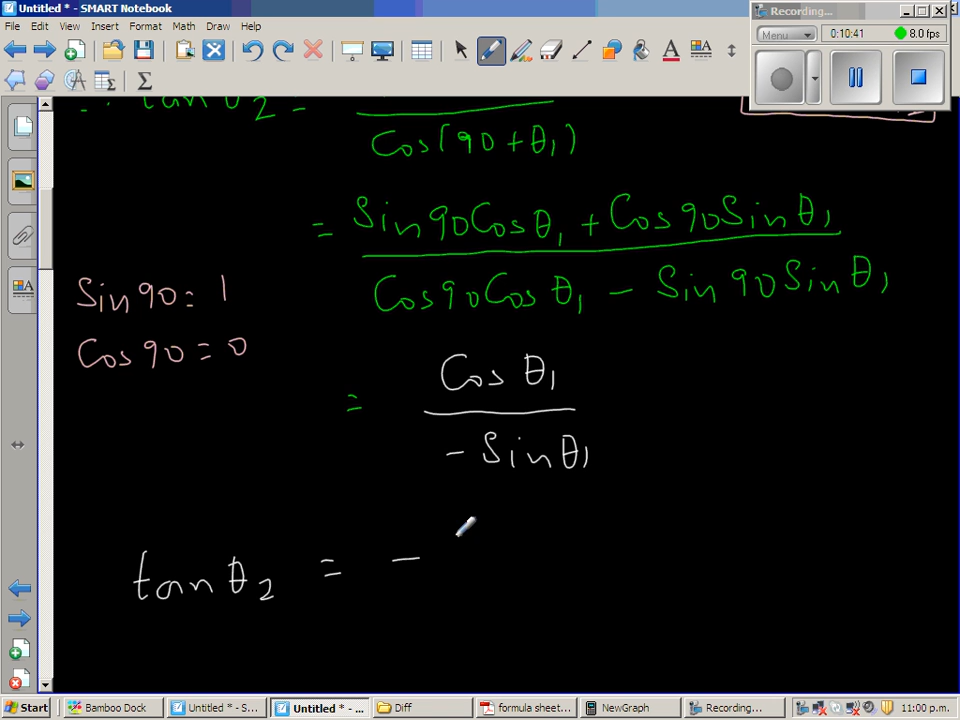 Untitled * - SMART Notebook
File Edit View Insert Format Math Draw Help
Recording...
Menu
0:10:41
8.0 fps
tan θ2 =
Cos(90+θ1)
= Sin90Cosθ1 + Cos90Sinθ1
Cos90Cosθ1 - Sin90Sinθ1
Sin90 = 1
Cos90 = 0
Cosθ1
=
- Sinθ1
tanθ2 = -
Start
Bamboo Dock
Untitled * - S...
Untitled * - ...
Diff
formula sheet...
NewGraph
Recording...
11:00 p.m.